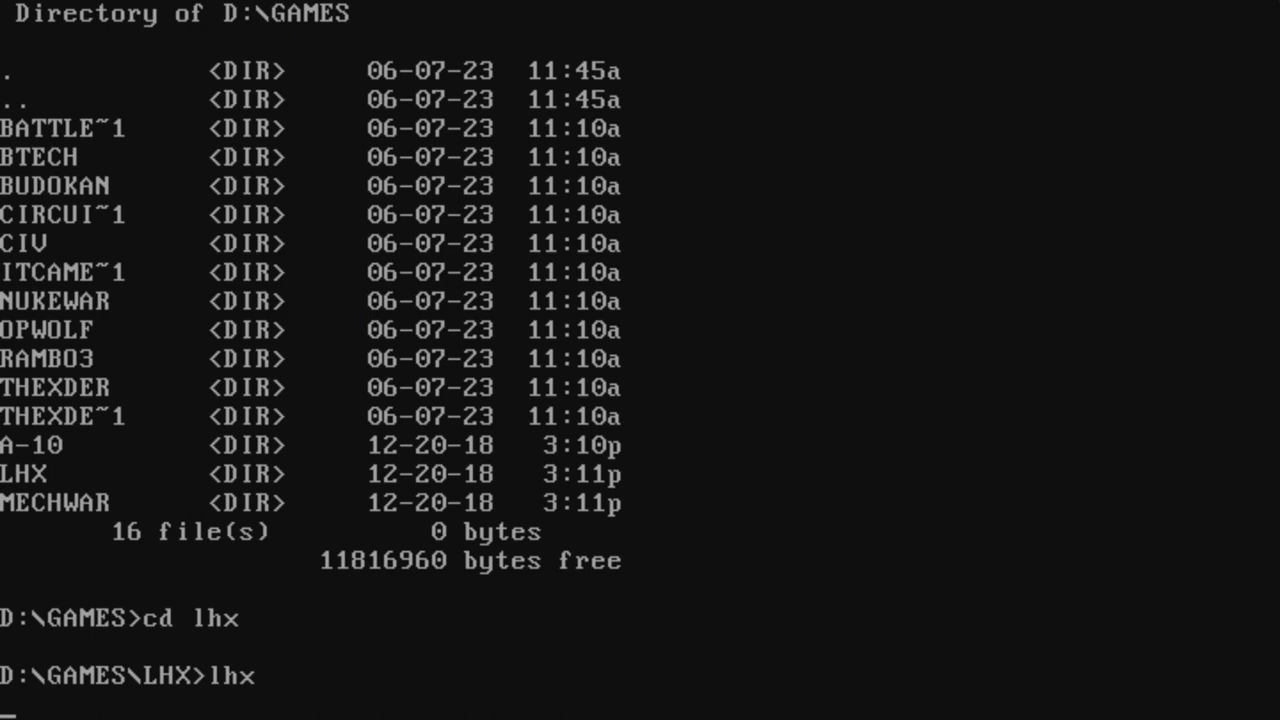 Directory of D:\GAMES
. <DIR> 06-07-23 11:45a
.. <DIR> 06-07-23 11:45a
BATTLE~1 <DIR> 06-07-23 11:10a
BTECH <DIR> 06-07-23 11:10a
BUDOKAN <DIR> 06-07-23 11:10a
CIRCUI~1 <DIR> 06-07-23 11:10a
CIV <DIR> 06-07-23 11:10a
ITCAME~1 <DIR> 06-07-23 11:10a
NUKEWAR <DIR> 06-07-23 11:10a
OPWOLF <DIR> 06-07-23 11:10a
RAMBO3 <DIR> 06-07-23 11:10a
THEXDER <DIR> 06-07-23 11:10a
THEXDE~1 <DIR> 06-07-23 11:10a
A-10 <DIR> 12-20-18 3:10p
LHX <DIR> 12-20-18 3:11p
MECHWAR <DIR> 12-20-18 3:11p
16 file(s) 0 bytes
11816960 bytes free
D:\GAMES>cd lhx
D:\GAMES\LHX>lhx